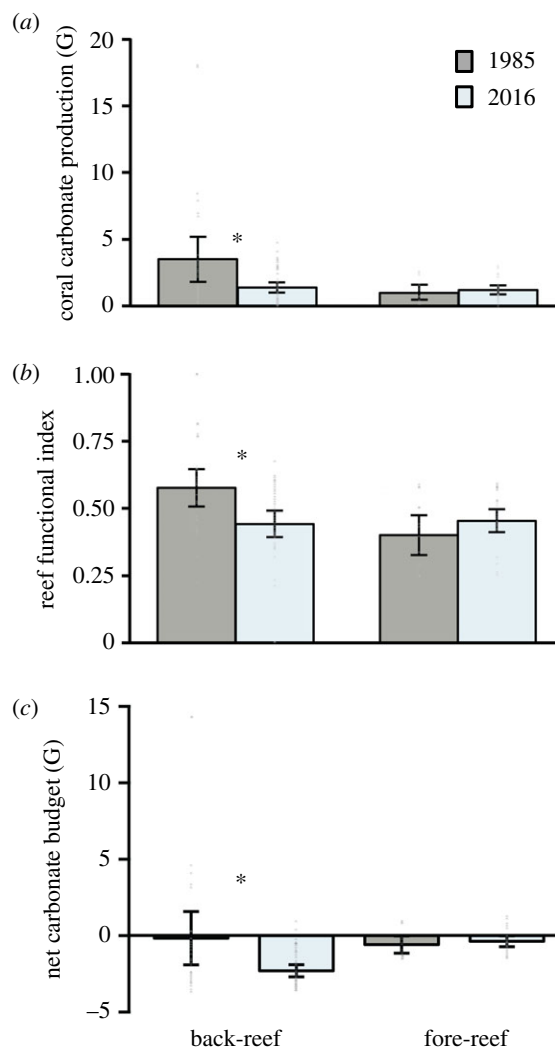 (a)
20
15
10
5
0
coral carbonate production (G)
1985
2016
*
(b)
1.00
0.75
0.50
0.25
0
reef functional index
*
(c)
15
10
5
0
–5
net carbonate budget (G)
*
back-reef
fore-reef